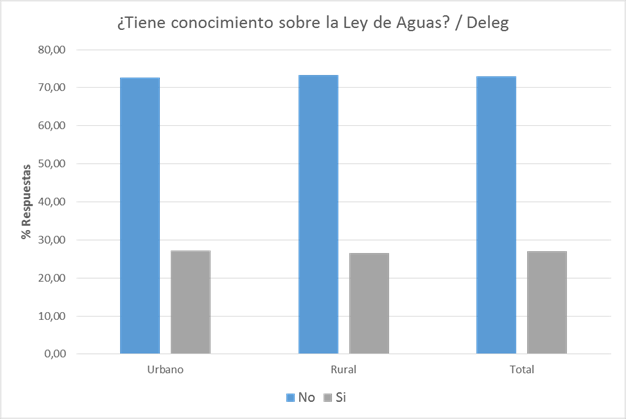 ¿Tiene conocimiento sobre la Ley de Aguas? / Deleg
80,00
70,00
60,00
50,00
40,00
30,00
20,00
10,00
0,00
% Respuestas
Urbano Rural Total
No Si